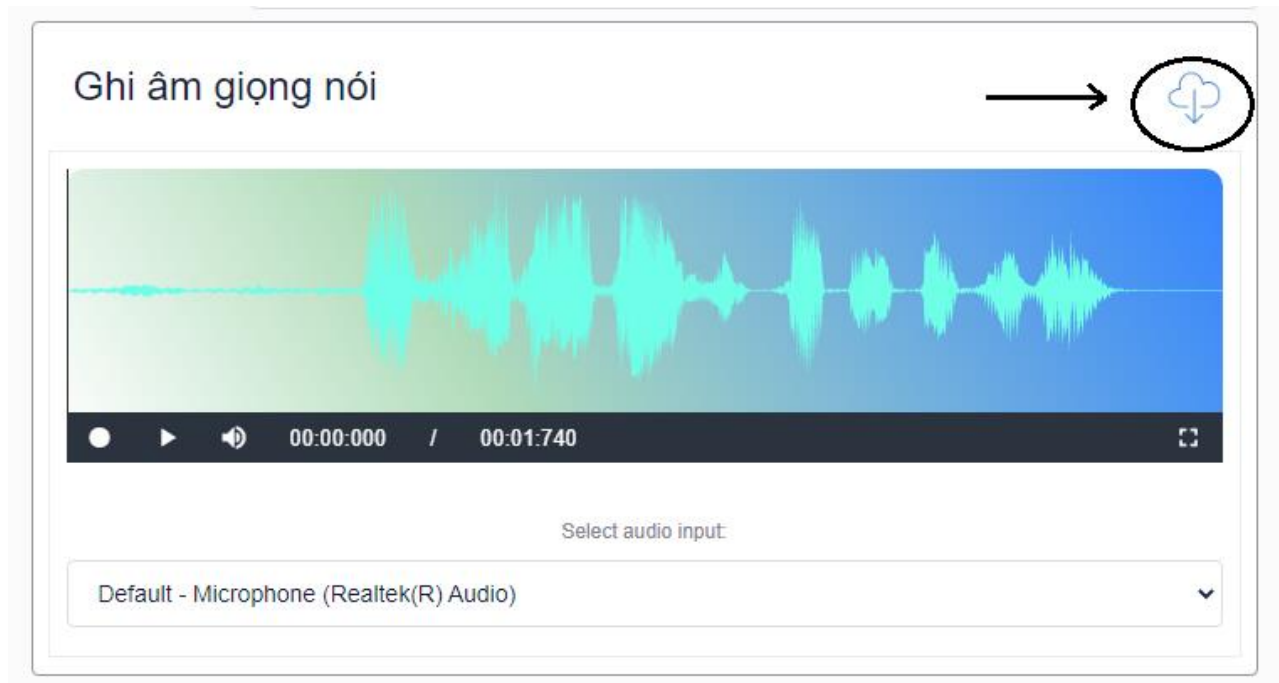 Ghi âm giọng nói
00:00:000 / 00:01:740
Select audio input:
Default - Microphone (Realtek(R) Audio)